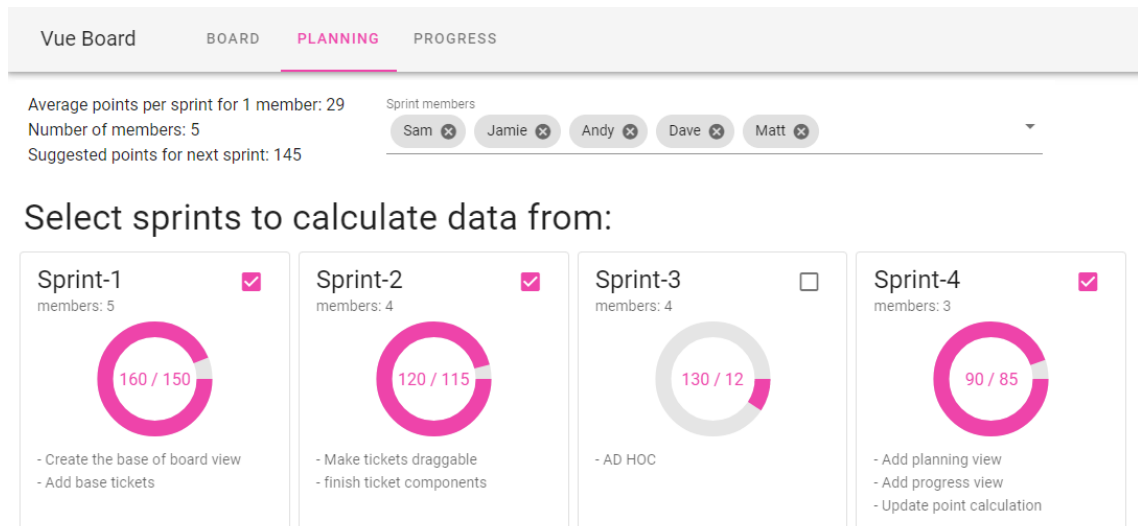 Vue Board BOARD PLANNING PROGRESS
Average points per sprint for 1 member: 29
Number of members: 5
Suggested points for next sprint: 145
Sprint members
Sam Jamie Andy Dave Matt
Select sprints to calculate data from:
Sprint-1
members: 5
160 / 150
- Create the base of board view
- Add base tickets
Sprint-2
members: 4
120 / 115
- Make tickets draggable
- finish ticket components
Sprint-3
members: 4
130 / 12
- AD HOC
Sprint-4
members: 3
90 / 85
- Add planning view
- Add progress view
- Update point calculation